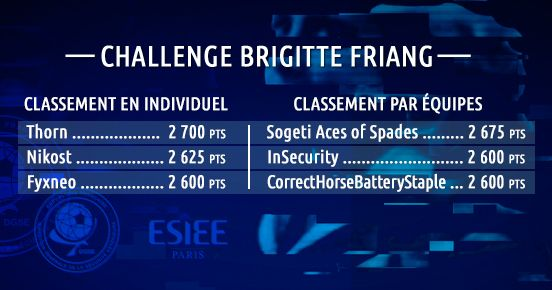 CHALLENGE BRIGITTE FRIANG
CLASSEMENT EN INDIVIDUEL
Thorn ................... 2 700 PTS
Nikost .................. 2 625 PTS
Fyxneo .................. 2 600 PTS
CLASSEMENT PAR ÉQUIPES
Sogeti Aces of Spades ......... 2 675 PTS
InSecurity .......................... 2 600 PTS
CorrectHorseBatteryStaple ... 2 600 PTS
DGSE
ESIEE
PARIS